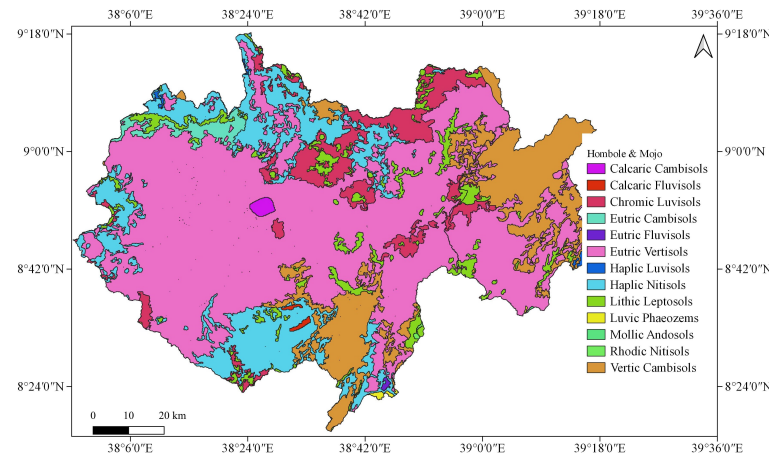 38°6′0″E 38°24′0″E 38°42′0″E 39°0′0″E 39°18′0″E 39°36′0″E
9°18′0″N 9°18′0″N
9°0′0″N 9°0′0″N
Hombole & Mojo
Calcaric Cambisols
Calcaric Fluvisols
Chromic Luvisols
Eutric Cambisols
Eutric Fluvisols
Eutric Vertisols
Haplic Luvisols
Haplic Nitisols
Lithic Leptosols
Luvic Phaeozems
Mollic Andosols
Rhodic Nitisols
Vertic Cambisols
8°42′0″N 8°42′0″N
8°24′0″N 8°24′0″N
0 10 20 km
38°6′0″E 38°24′0″E 38°42′0″E 39°0′0″E 39°18′0″E 39°36′0″E